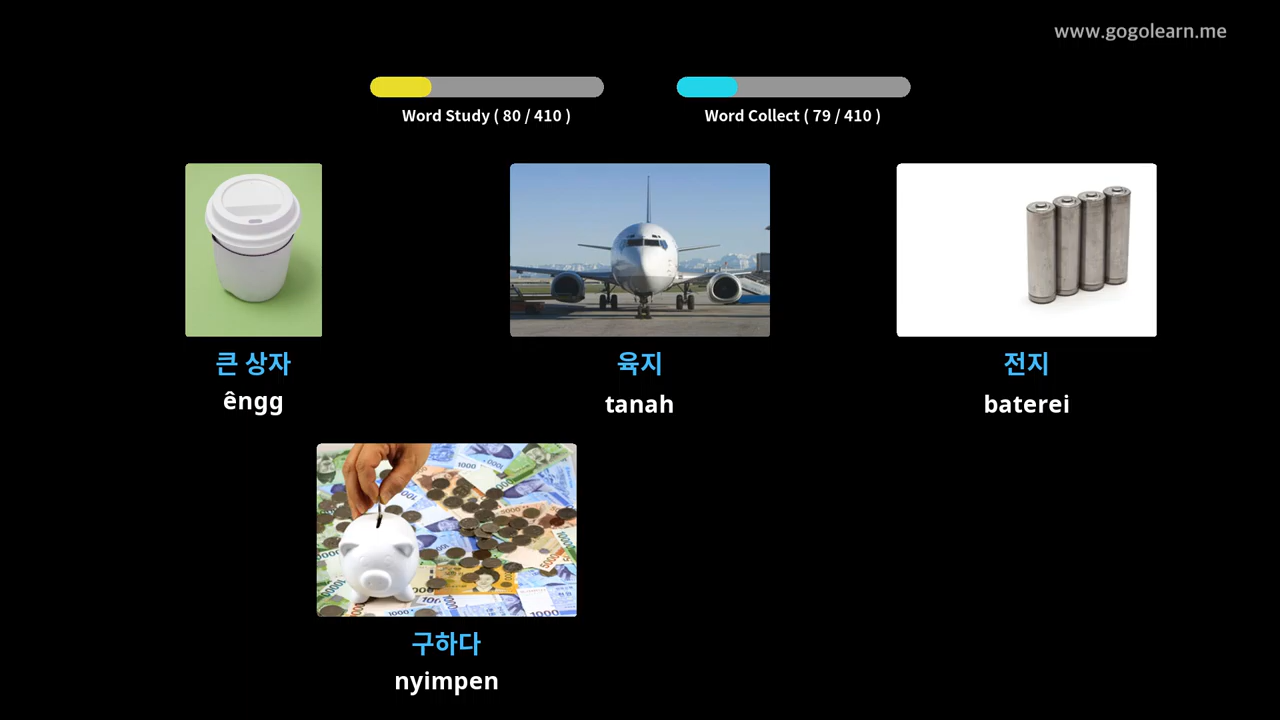 www.gogolearn.me
Word Study ( 80 / 410 )
Word Collect ( 79 / 410 )
큰 상자
êngg
육지
tanah
전지
baterei
구하다
nyimpen